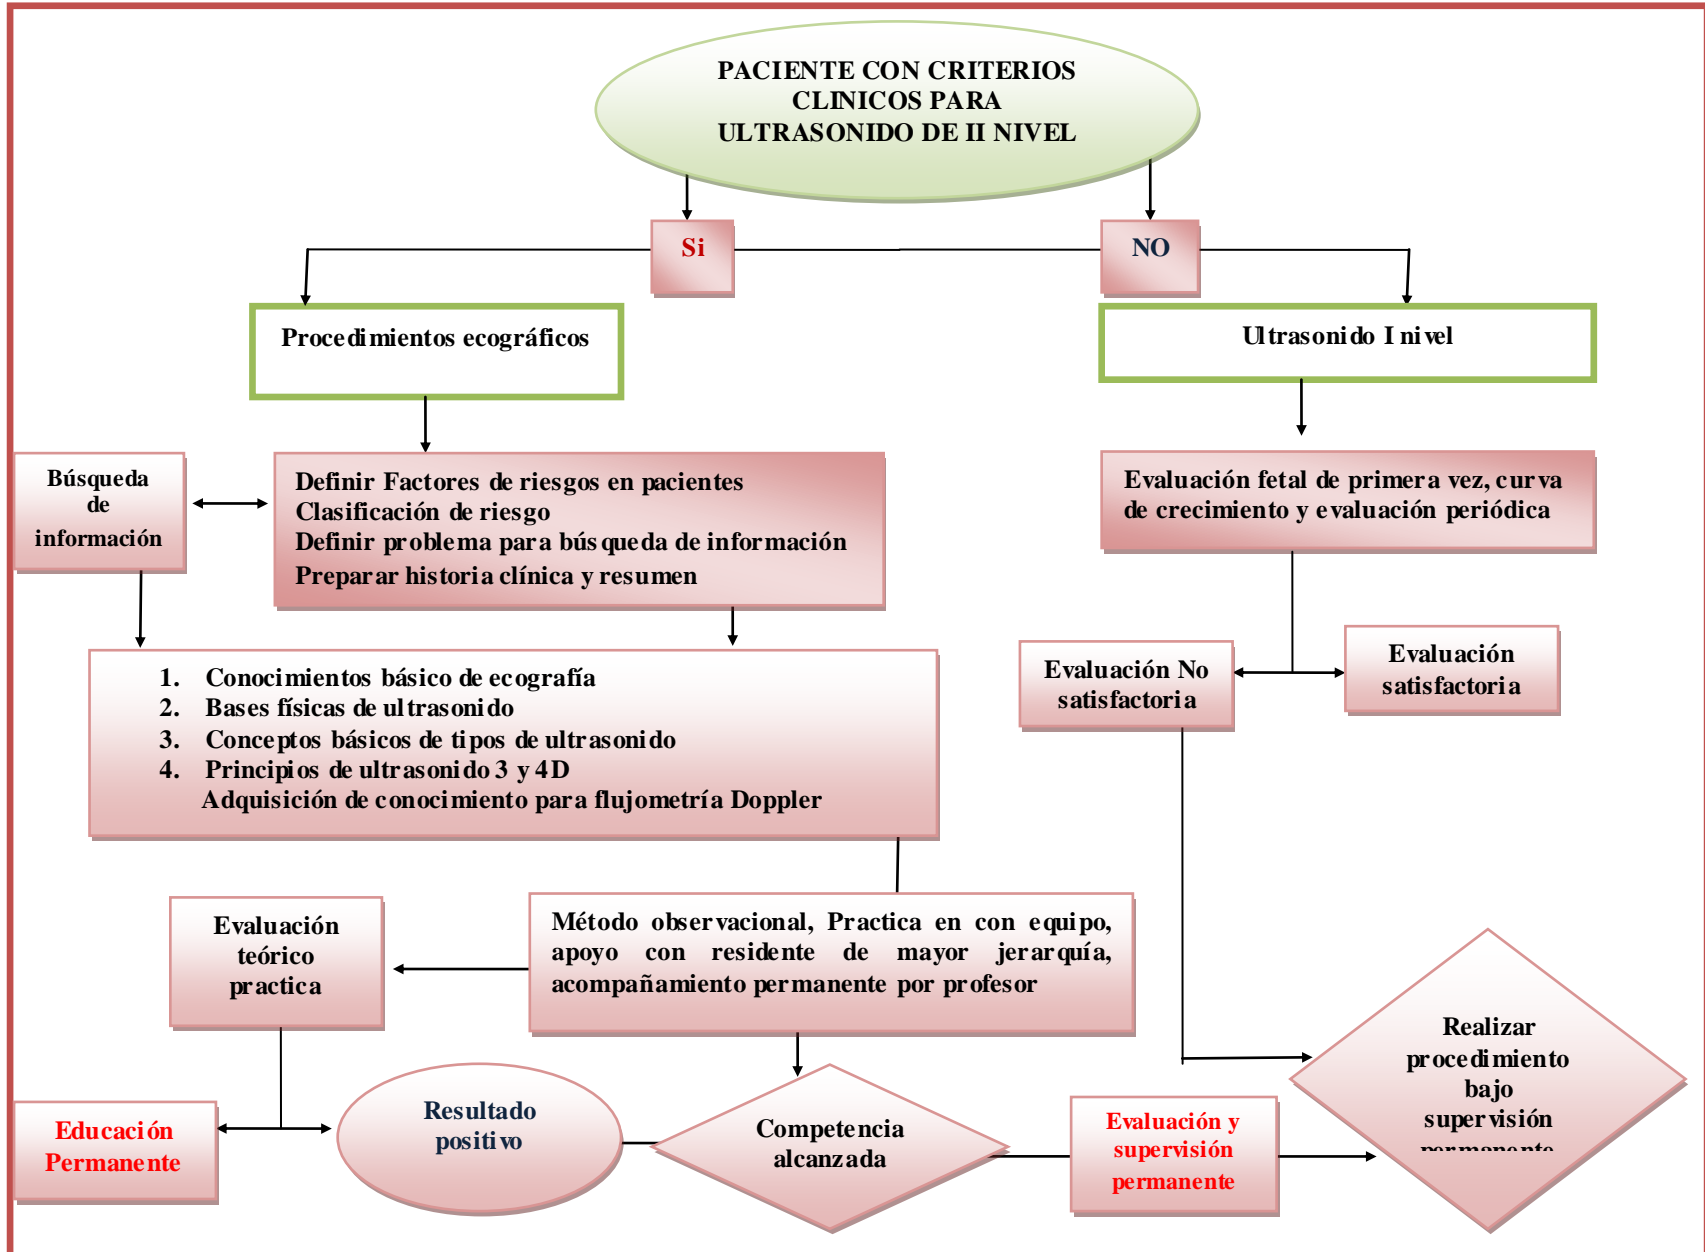 PACIENTE CON CRITERIOS
CLINICOS PARA
ULTRASONIDO DE II NIVEL
Si
NO
Procedimientos ecográficos
Ultrasonido I nivel
Búsqueda
de
información
Definir Factores de riesgos en pacientes
Clasificación de riesgo
Definir problema para búsqueda de información
Preparar historia clínica y resumen
Evaluación fetal de primera vez, curva
de crecimiento y evaluación periódica
Evaluación No
satisfactoria
Evaluación
satisfactoria
1. Conocimientos básico de ecografía
2. Bases físicas de ultrasonido
3. Conceptos básicos de tipos de ultrasonido
4. Principios de ultrasonido 3 y 4D
Adquisición de conocimiento para flujometría Doppler
Evaluación
teórico
practica
Método observacional, Practica en con equipo,
apoyo con residente de mayor jerarquía,
acompañamiento permanente por profesor
Realizar
procedimiento
bajo
supervisión
permanente
Educación
Permanente
Resultado
positivo
Competencia
alcanzada
Evaluación y
supervisión
permanente